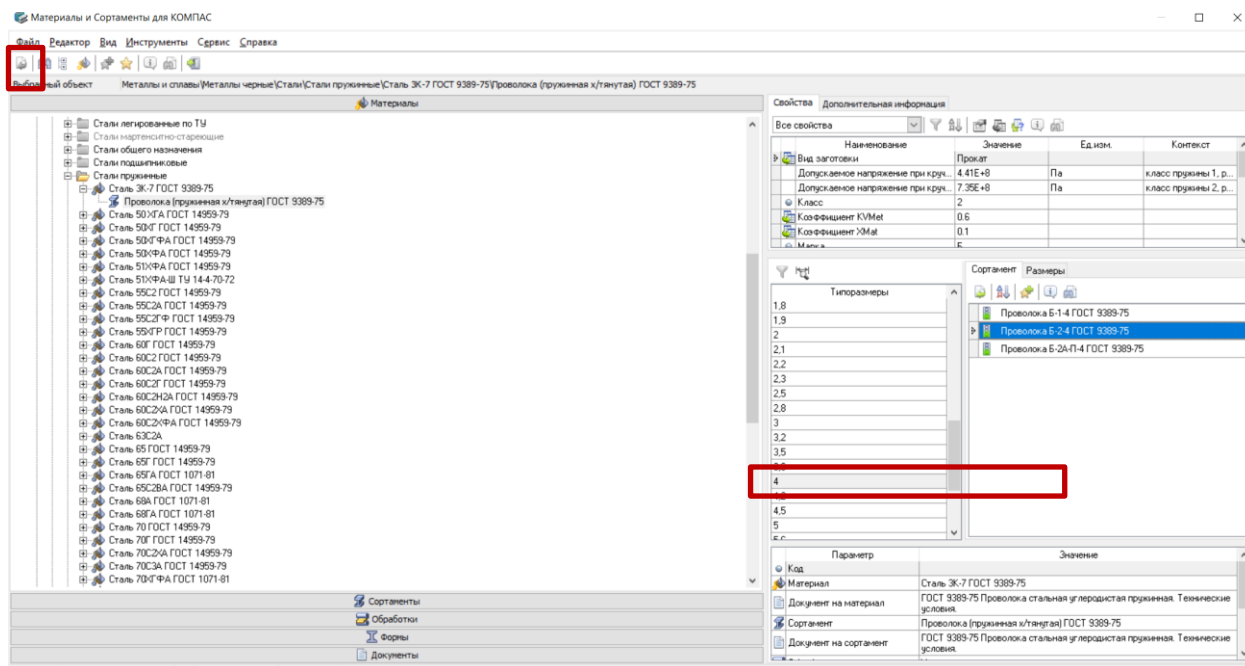 Материалы и Сортаменты для КОМПАС
Файл Редактор Вид Инструменты Сервис Справка
Выбранный объект Металлы и сплавы\Металлы черные\Стали\Стали пружинные\Сталь 3К-7 ГОСТ 9389-75\Проволока (пружинная х/тянутая) ГОСТ 9389-75
Материалы
Стали легированные по ТУ
Стали мартенситно-стареющие
Стали общего назначения
Стали подшипниковые
Стали пружинные
Сталь 3К-7 ГОСТ 9389-75
Проволока (пружинная х/тянутая) ГОСТ 9389-75
Сталь 50 ХГА ГОСТ 14959-79
Сталь 50ХГ ГОСТ 14959-79
Сталь 50ХГФА ГОСТ 14959-79
Сталь 50ХФА ГОСТ 14959-79
Сталь 51ХФА ГОСТ 14959-79
Сталь 51ХФА-Ш ТУ 14-4-70-72
Сталь 55С2 ГОСТ 14959-79
Сталь 55С2А ГОСТ 14959-79
Сталь 55С2ГФ ГОСТ 14959-79
Сталь 55ХГР ГОСТ 14959-79
Сталь 60Г ГОСТ 14959-79
Сталь 60С2 ГОСТ 14959-79
Сталь 60С2А ГОСТ 14959-79
Сталь 60С2Г ГОСТ 14959-79
Сталь 60С2Н2А ГОСТ 14959-79
Сталь 60С2ХА ГОСТ 14959-79
Сталь 60С2ХФА ГОСТ 14959-79
Сталь 63С2А
Сталь 65 ГОСТ 14959-79
Сталь 65Г ГОСТ 14959-79
Сталь 65ГА ГОСТ 1071-81
Сталь 65С2ВА ГОСТ 14959-79
Сталь 68А ГОСТ 1071-81
Сталь 68ГА ГОСТ 1071-81
Сталь 70 ГОСТ 14959-79
Сталь 70Г ГОСТ 14959-79
Сталь 70С2ХА ГОСТ 14959-79
Сталь 70С3А ГОСТ 14959-79
Сталь 70ХГФА ГОСТ 1071-81
Сортаменты
Обработки
Формы
Документы
Свойства Дополнительная информация
Все свойства
Наименование Значение Ед.изм. Контекст
Вид заготовки Прокат
Допускаемое напряжение при круч... 4.41E+8 Па класс пружины 1, р...
Допускаемое напряжение при круч... 7.35E+8 Па класс пружины 2, р...
Класс 2
Коэффициент KVMet 0.6
Коэффициент XMat 0.1
Марка Б
Типоразмеры
1,8
1,9
2
2,1
2,2
2,3
2,5
2,8
3
3,2
3,5
4
4,5
5
Сортамент Размеры
Проволока Б-1-4 ГОСТ 9389-75
Проволока Б-2-4 ГОСТ 9389-75
Проволока Б-2А-П-4 ГОСТ 9389-75
Параметр Значение
Код
Материал Сталь 3К-7 ГОСТ 9389-75
Документ на материал ГОСТ 9389-75 Проволока стальная углеродистая пружинная. Технические
условия.
Сортамент Проволока (пружинная х/тянутая) ГОСТ 9389-75
Документ на сортамент ГОСТ 9389-75 Проволока стальная углеродистая пружинная. Технические
условия.